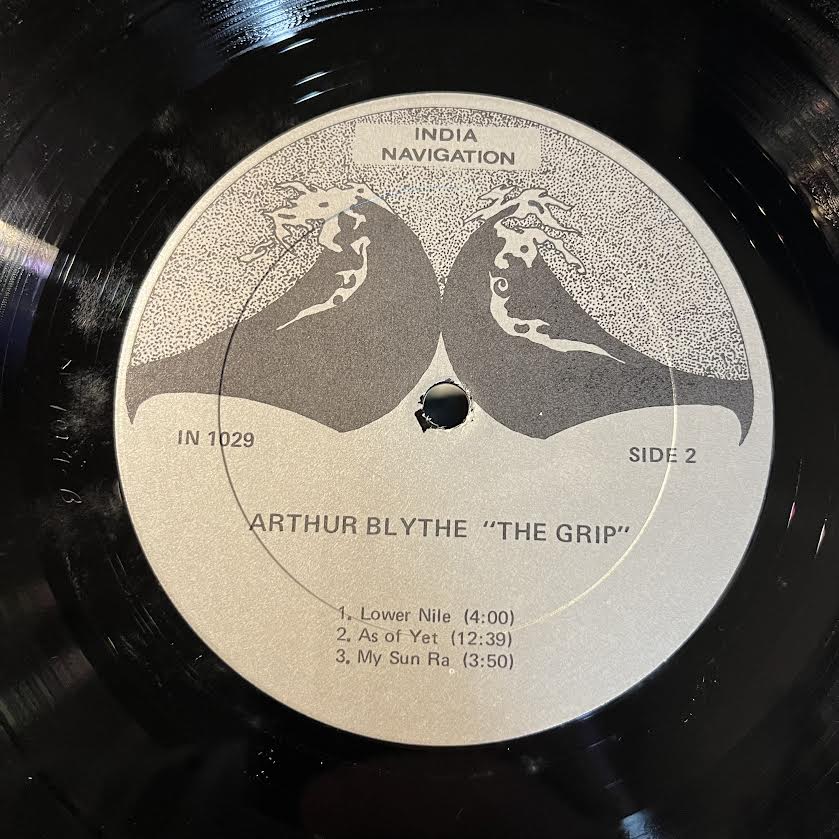 INDIA
NAVIGATION
IN 1029
SIDE 2
ARTHUR BLYTHE "THE GRIP"
1. Lower Nile (4:00)
2. As of Yet (12:39)
3. My Sun Ra (3:50)